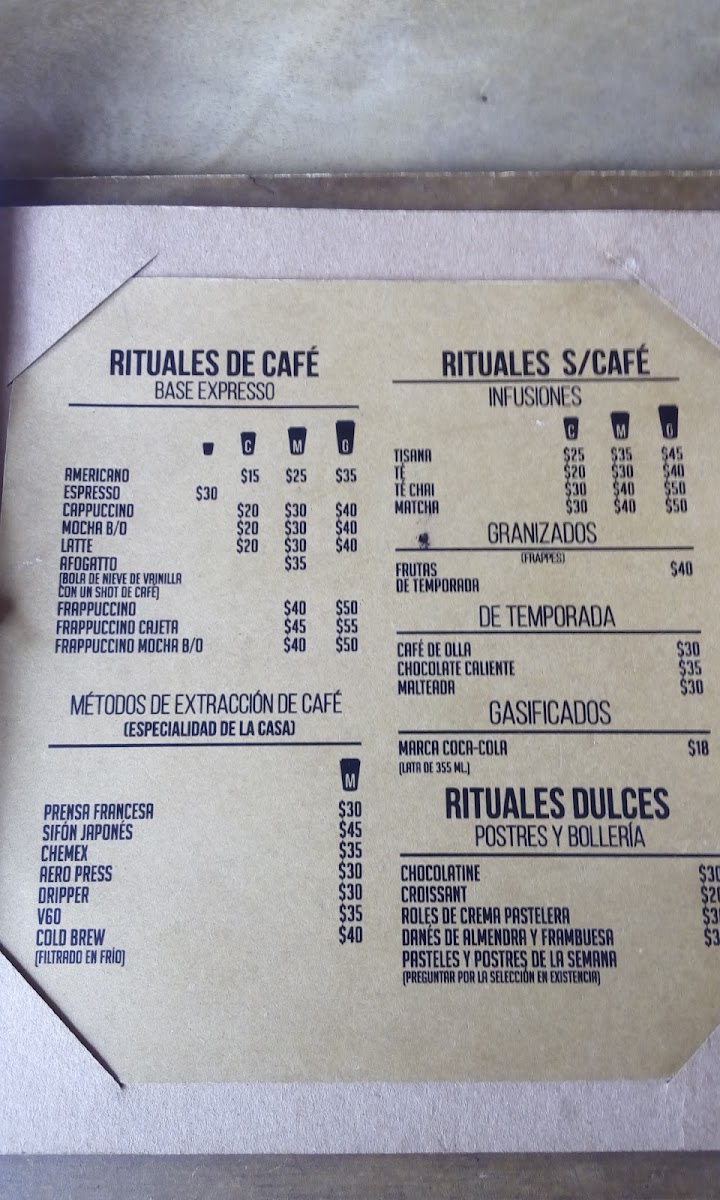 RITUALES DE CAFÉ
BASE EXPRESSO
C M G
AMERICANO $15 $25 $35
ESPRESSO $30
CAPPUCCINO $20 $30 $40
MOCHA B/O $20 $30 $40
LATTE $20 $30 $40
AFOGATTO $35
(BOLA DE NIEVE DE VAINILLA
CON UN SHOT DE CAFÉ)
FRAPPUCCINO $40 $50
FRAPPUCCINO CAJETA $45 $55
FRAPPUCCINO MOCHA B/O $40 $50
MÉTODOS DE EXTRACCIÓN DE CAFÉ
(ESPECIALIDAD DE LA CASA)
M
PRENSA FRANCESA $30
SIFÓN JAPONÉS $45
CHEMEX $35
AERO PRESS $30
DRIPPER $30
V60 $35
COLD BREW $40
(FILTRADO EN FRÍO)
RITUALES S/CAFÉ
INFUSIONES
C M G
TISANA $25 $35 $45
TÉ $20 $30 $40
TÉ CHAI $30 $40 $50
MATCHA $30 $40 $50
GRANIZADOS
(FRAPPES)
FRUTAS $40
DE TEMPORADA
DE TEMPORADA
CAFÉ DE OLLA $30
CHOCOLATE CALIENTE $35
MALTEADA $30
GASIFICADOS
MARCA COCA-COLA $18
(LATA DE 355 ML.)
RITUALES DULCES
POSTRES Y BOLLERÍA
CHOCOLATINE
CROISSANT
ROLES DE CREMA PASTELERA
DANÉS DE ALMENDRA Y FRAMBUESA
PASTELES Y POSTRES DE LA SEMANA
(PREGUNTAR POR LA SELECCIÓN EN EXISTENCIA)